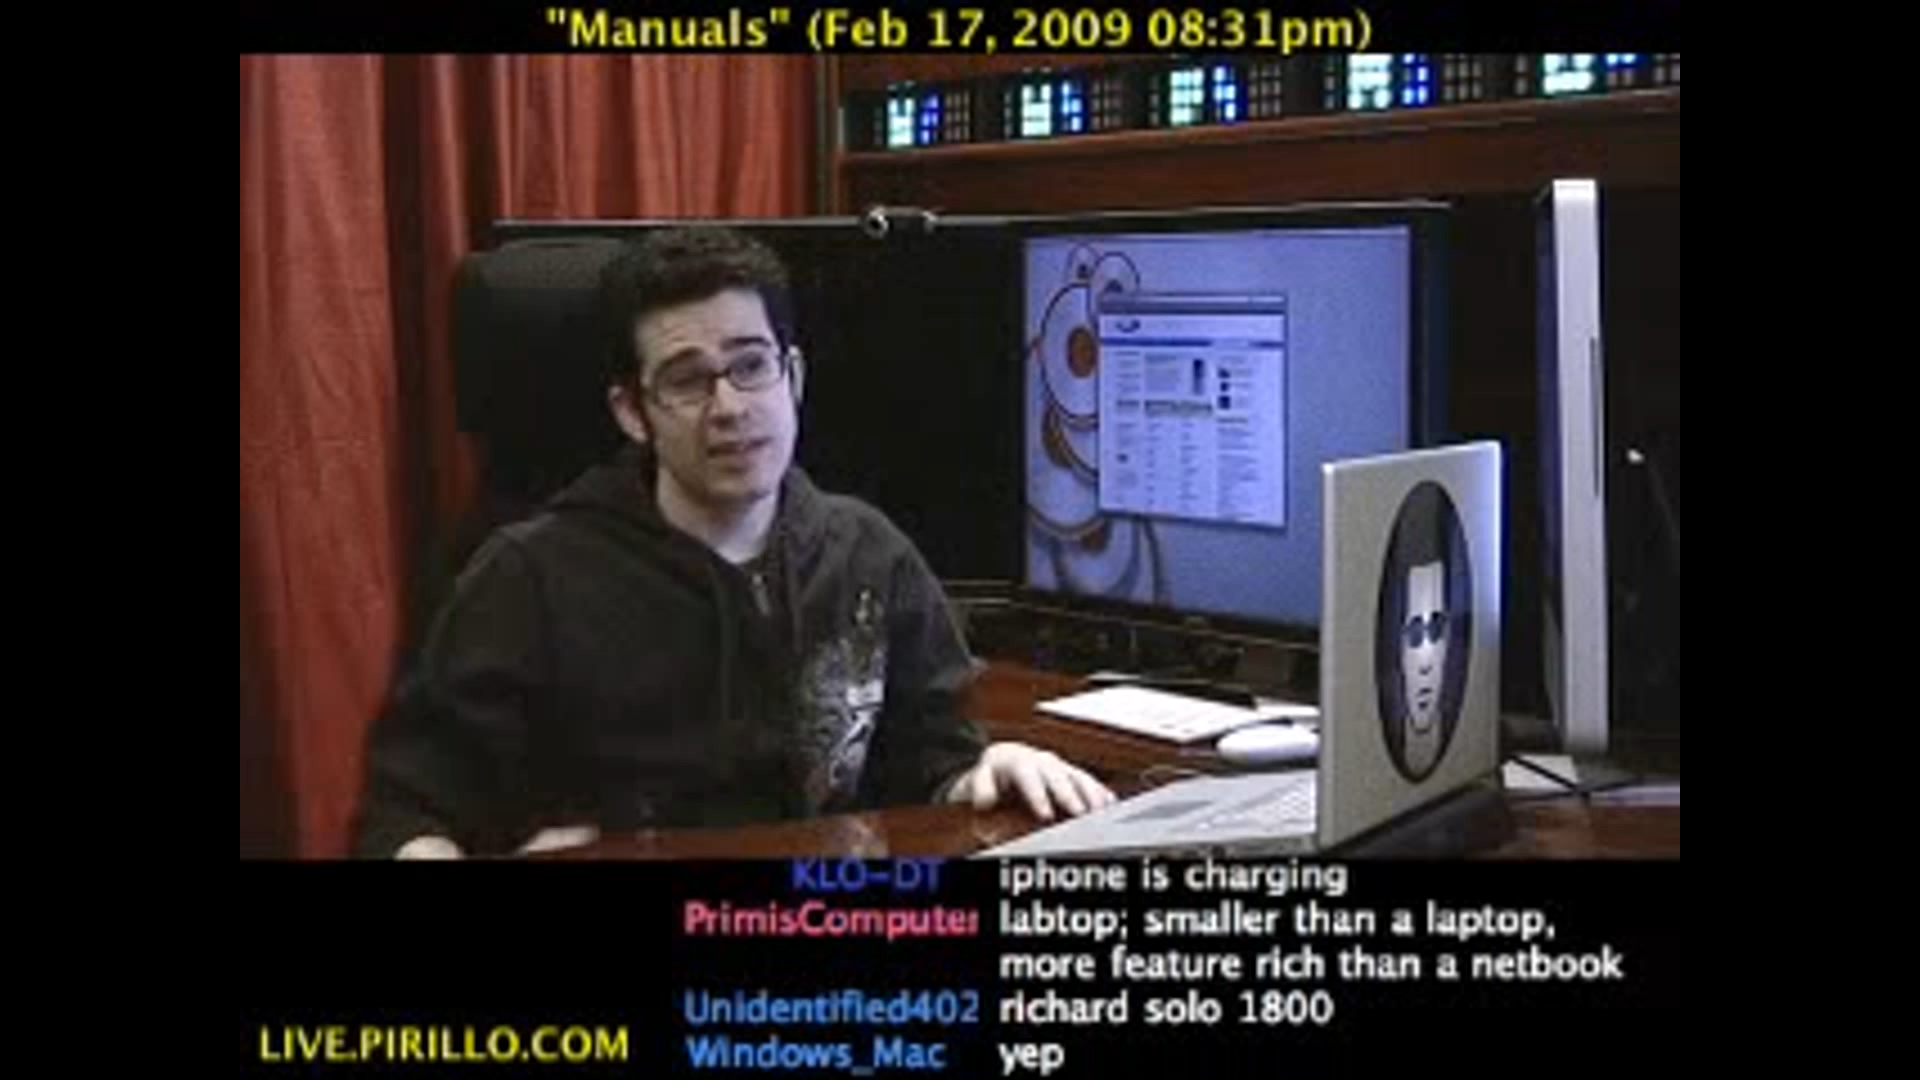 "Manuals" (Feb 17, 2009 08:31pm)
KLO-DT iphone is charging
PrimisComputer labtop; smaller than a laptop,
more feature rich than a netbook
Unidentified402 richard solo 1800
LIVE.PIRILLO.COM
Windows_Mac yep